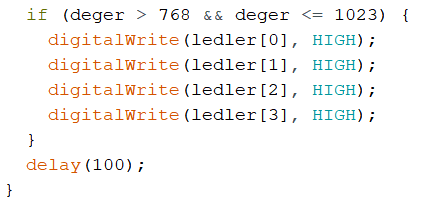 if (deger > 768 && deger <= 1023) {
digitalWrite(ledler[0], HIGH);
digitalWrite(ledler[1], HIGH);
digitalWrite(ledler[2], HIGH);
digitalWrite(ledler[3], HIGH);
}
delay(100);
}